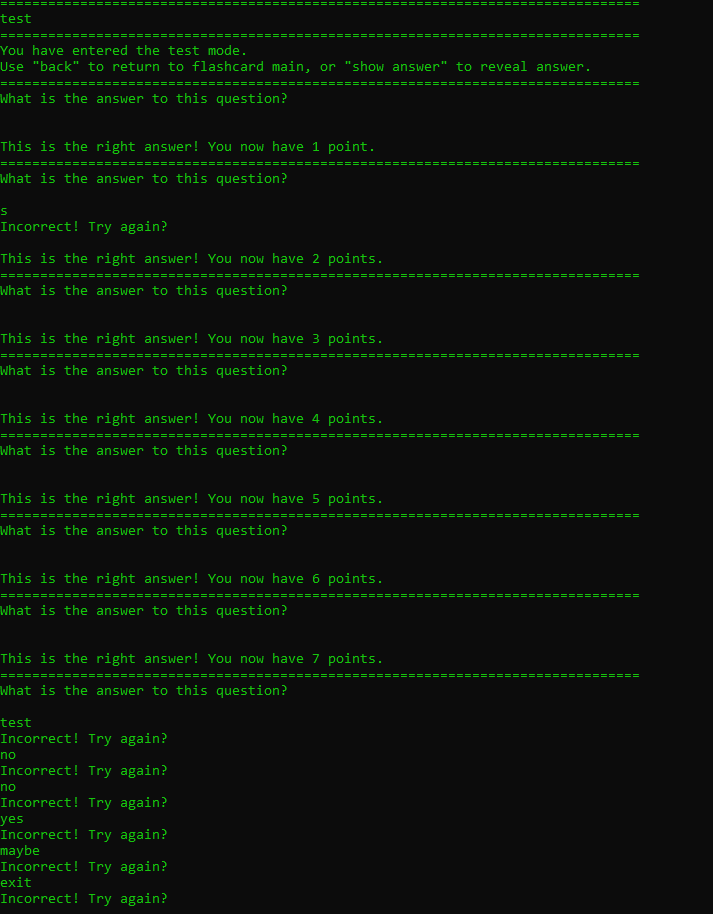 ================================================================================
test
================================================================================
You have entered the test mode.
Use "back" to return to flashcard main, or "show answer" to reveal answer.
================================================================================
What is the answer to this question?
This is the right answer! You now have 1 point.
================================================================================
What is the answer to this question?
s
Incorrect! Try again?
This is the right answer! You now have 2 points.
================================================================================
What is the answer to this question?
This is the right answer! You now have 3 points.
================================================================================
What is the answer to this question?
This is the right answer! You now have 4 points.
================================================================================
What is the answer to this question?
This is the right answer! You now have 5 points.
================================================================================
What is the answer to this question?
This is the right answer! You now have 6 points.
================================================================================
What is the answer to this question?
This is the right answer! You now have 7 points.
================================================================================
What is the answer to this question?
test
Incorrect! Try again?
no
Incorrect! Try again?
no
Incorrect! Try again?
yes
Incorrect! Try again?
maybe
Incorrect! Try again?
exit
Incorrect! Try again?